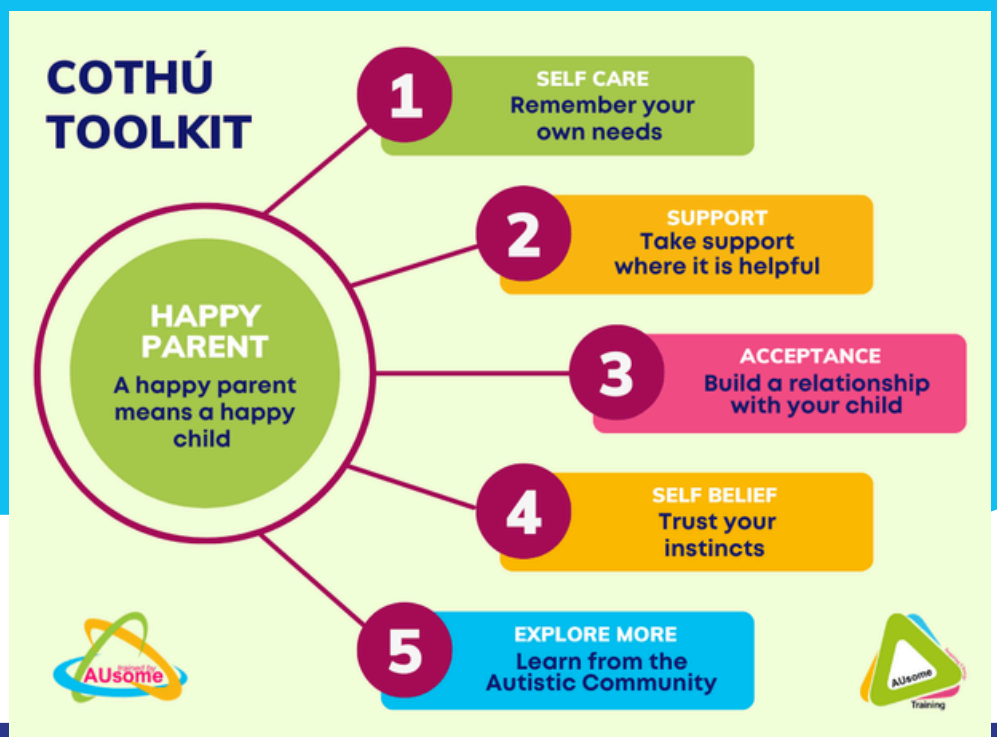 COTHÚ
TOOLKIT
1
SELF CARE
Remember your
own needs
2
SUPPORT
Take support
where it is helpful
HAPPY
PARENT
A happy parent
means a happy
child
3
ACCEPTANCE
Build a relationship
with your child
4
SELF BELIEF
Trust your
instincts
5
EXPLORE MORE
Learn from the
Autistic Community
trained by
AUsome
AUsome
Training